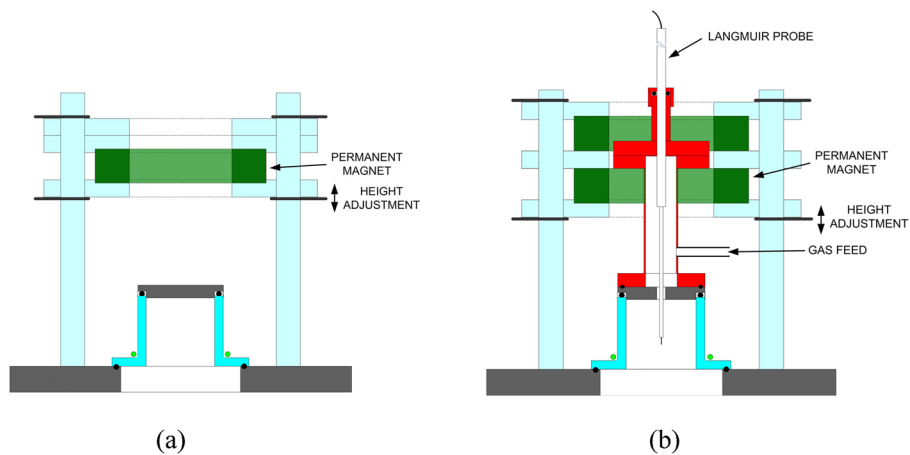 PERMANENT
MAGNET
HEIGHT
ADJUSTMENT
(a)
LANGMUIR PROBE
PERMANENT
MAGNET
HEIGHT
ADJUSTMENT
GAS FEED
(b)